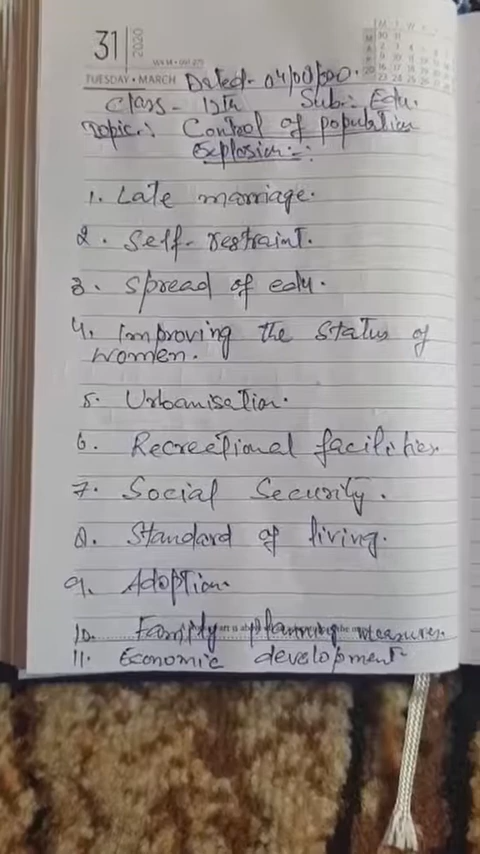 31
2020
TUESDAY • MARCH Dated-
Class- 12th Sub:- Edu.
Topic:- Control of population
Explosion:-
1. Late marriage.
2. Self-restraint.
3. Spread of edu.
4. Improving the status of
women.
5. Urbanisation.
6. Recreational facilities.
7. Social Security.
8. Standard of living.
9. Adoption.
10. Family planning measures.
11. Economic development